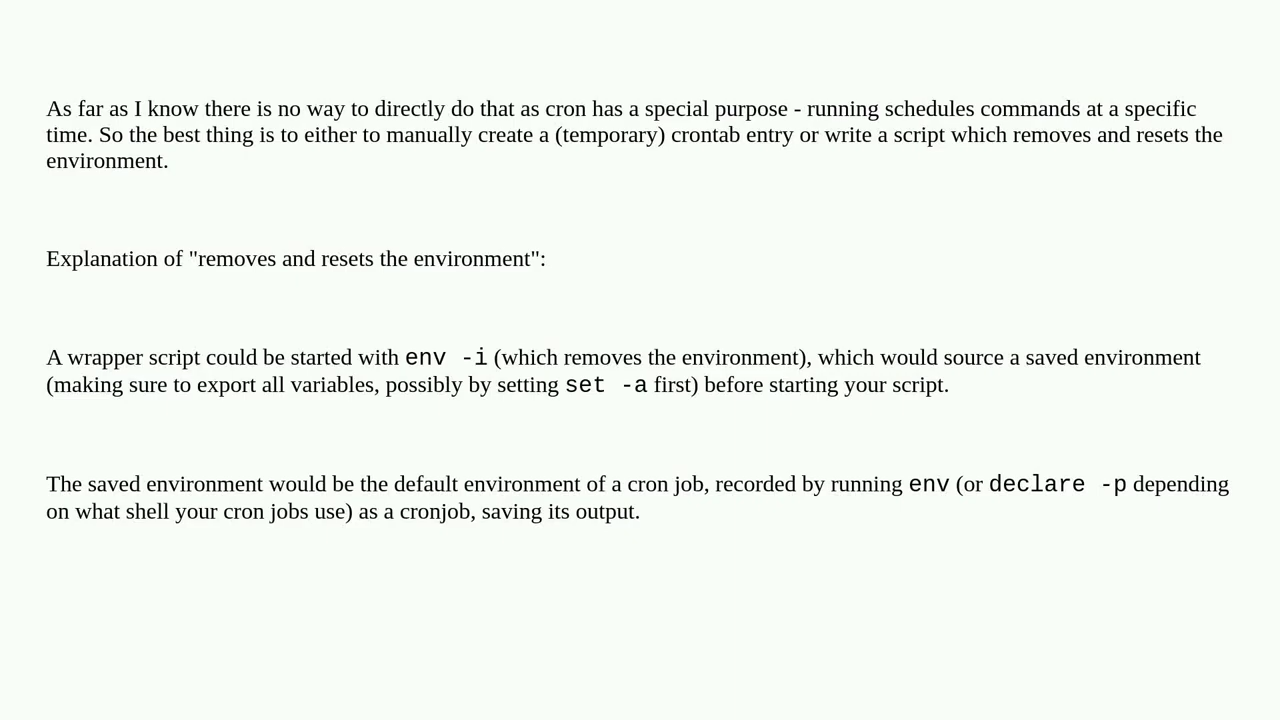 As far as I know there is no way to directly do that as cron has a special purpose - running schedules commands at a specific
time. So the best thing is to either to manually create a (temporary) crontab entry or write a script which removes and resets the
environment.
Explanation of "removes and resets the environment":
A wrapper script could be started with env -i (which removes the environment), which would source a saved environment
(making sure to export all variables, possibly by setting set -a first) before starting your script.
The saved environment would be the default environment of a cron job, recorded by running env (or declare -p depending
on what shell your cron jobs use) as a cronjob, saving its output.